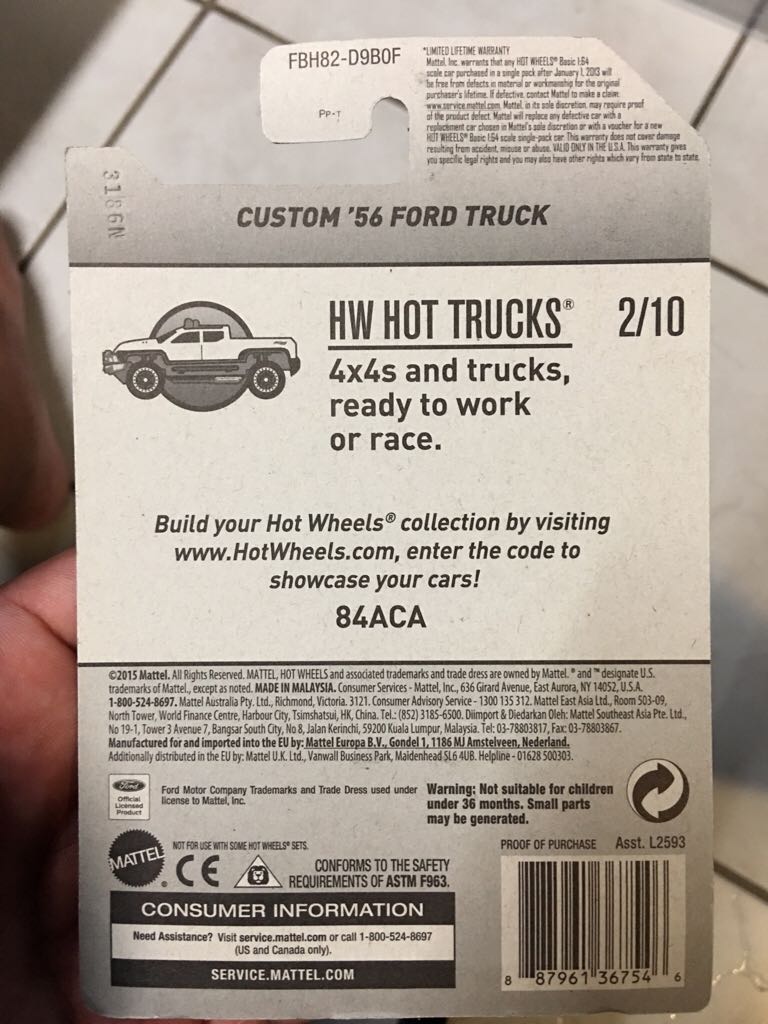 FBH82-D9B0F
PP-T
*LIMITED LIFETIME WARRANTY
Mattel, Inc. warrants that any HOT WHEELS® Basic 1:64
scale car purchased in a single pack after January 1, 2013 will
be free from defects in material or workmanship for the original
purchaser's lifetime. If defective, contact Mattel to make a claim:
www.service.mattel.com. Mattel, in its sole discretion, may require proof
of the product defect. Mattel will replace any defective car with a
replacement car chosen in Mattel's sole discretion or with a voucher for a new
HOT WHEELS® Basic 1:64 scale single-pack car. This warranty does not cover damage
resulting from accident, misuse or abuse. VALID ONLY IN THE U.S.A. This warranty gives
you specific legal rights and you may also have other rights which vary from state to state.
3186N
CUSTOM '56 FORD TRUCK
HW HOT TRUCKS® 2/10
4x4s and trucks,
ready to work
or race.
Build your Hot Wheels® collection by visiting
www.HotWheels.com, enter the code to
showcase your cars!
84ACA
©2015 Mattel. All Rights Reserved. MATTEL, HOT WHEELS and associated trademarks and trade dress are owned by Mattel. ® and ™ designate U.S.
trademarks of Mattel, except as noted. MADE IN MALAYSIA. Consumer Services - Mattel, Inc., 636 Girard Avenue, East Aurora, NY 14052, U.S.A.
1-800-524-8697. Mattel Australia Pty. Ltd., Richmond, Victoria. 3121. Consumer Advisory Service - 1300 135 312. Mattel East Asia Ltd., Room 503-09,
North Tower, World Finance Centre, Harbour City, Tsimshatsui, HK, China. Tel.: (852) 3185-6500. Diimport & Diedarkan Oleh: Mattel Southeast Asia Pte. Ltd.,
No 19-1, Tower 3 Avenue 7, Bangsar South City, No 8, Jalan Kerinchi, 59200 Kuala Lumpur, Malaysia. Tel: 03-78803817, Fax: 03-78803867.
Manufactured for and imported into the EU by: Mattel Europa B.V., Gondel 1, 1186 MJ Amstelveen, Nederland.
Additionally distributed in the EU by: Mattel U.K. Ltd., Vanwall Business Park, Maidenhead SL6 4UB. Helpline - 01628 500303.
Ford
Official
Licensed
Product
Ford Motor Company Trademarks and Trade Dress used under
license to Mattel, Inc.
Warning: Not suitable for children
under 36 months. Small parts
may be generated.
MATTEL®
NOT FOR USE WITH SOME HOT WHEELS® SETS.
CE
CONFORMS TO THE SAFETY
REQUIREMENTS OF ASTM F963.
PROOF OF PURCHASE Asst. L2593
CONSUMER INFORMATION
Need Assistance? Visit service.mattel.com or call 1-800-524-8697
(US and Canada only).
SERVICE.MATTEL.COM
8 87961 36754 6